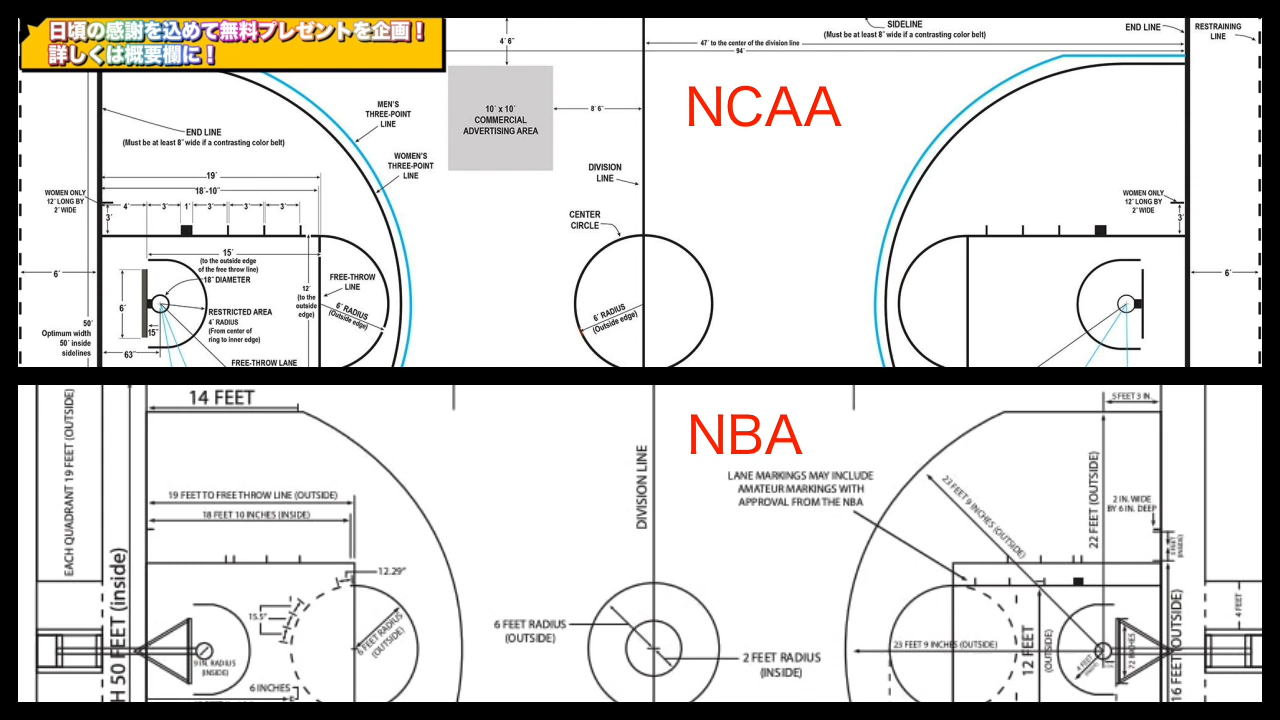 日頃の感謝を込めて無料プレゼントを企画！
詳しくは概要欄に！
4´ 6˝
SIDELINE
(Must be at least 8˝ wide if a contrasting color belt)
END LINE
RESTRAINING
LINE
47´ to the center of the division line
94´
NCAA
10´ x 10´
COMMERCIAL
ADVERTISING AREA
8´ 6˝
MEN'S
THREE-POINT
LINE
END LINE
(Must be at least 8˝ wide if a contrasting color belt)
WOMEN'S
THREE-POINT
LINE
DIVISION
LINE
19´
18´-10˝
WOMEN ONLY
12˝ LONG BY
2˝ WIDE
3´
4´
3´
1´
3´
3´
3´
CENTER
CIRCLE
WOMEN ONLY
12˝ LONG BY
2˝ WIDE
3´
15´
(to the outside edge
of the free throw line)
18˝ DIAMETER
6´
6´
12´
(to the
outside
edge)
FREE-THROW
LINE
6´ RADIUS
(Outside edge)
6´ RADIUS
(Outside edge)
6´
RESTRICTED AREA
4´ RADIUS
(From center of
ring to inner edge)
15˝
63˝
50´
Optimum width
50´ inside
sidelines
FREE-THROW LANE
14 FEET
NBA
5 FEET 3 IN.
EACH QUADRANT 19 FEET (OUTSIDE)
H 50 FEET (inside)
19 FEET TO FREE THROW LINE (OUTSIDE)
18 FEET 10 INCHES (INSIDE)
DIVISION LINE
LANE MARKINGS MAY INCLUDE
AMATEUR MARKINGS WITH
APPROVAL FROM THE NBA
23 FEET 9 INCHES (OUTSIDE)
22 FEET (OUTSIDE)
2 IN. WIDE
BY 6 IN. DEEP
12.29"
15.5"
6 FEET RADIUS
(OUTSIDE)
9 IN. RADIUS
(INSIDE)
6 INCHES
6 FEET RADIUS
(OUTSIDE)
2 FEET RADIUS
(INSIDE)
23 FEET 9 INCHES (OUTSIDE)
12 FEET
(OUTSIDE)
72 INCHES
16 FEET (OUTSIDE)
4 FEET